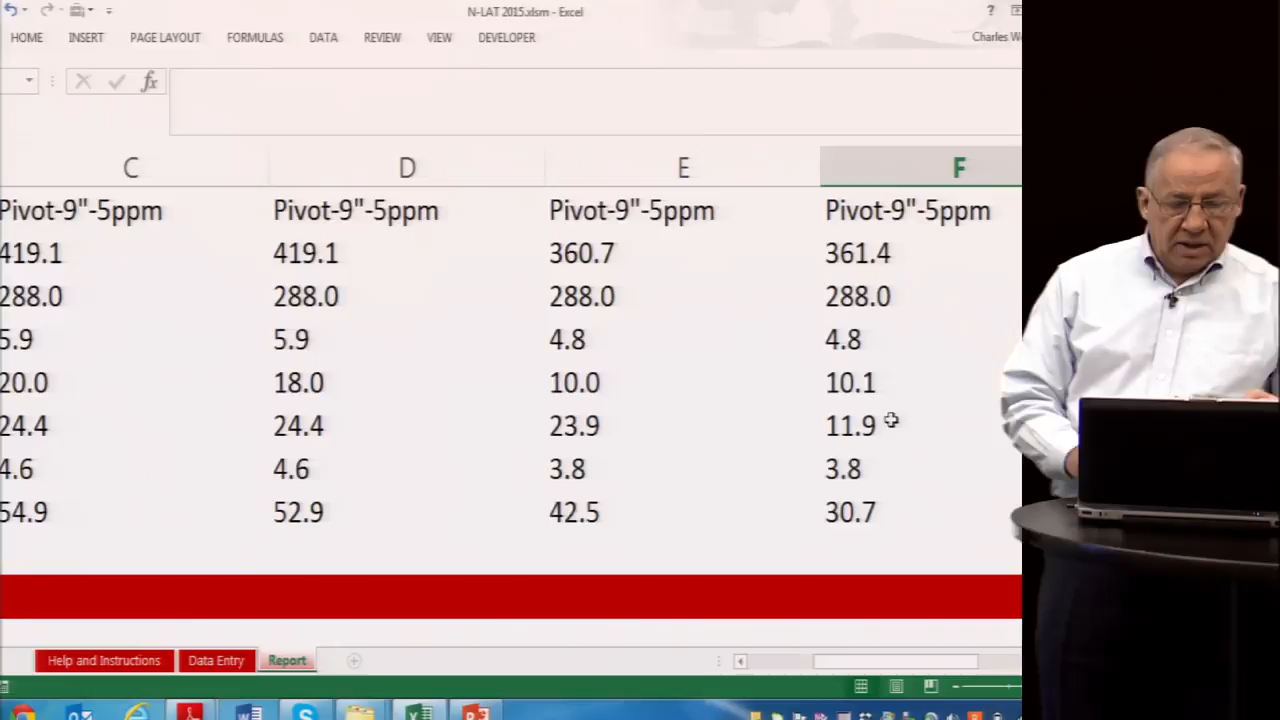 N-LAT 2015.xlsm - Excel
?
HOME INSERT PAGE LAYOUT FORMULAS DATA REVIEW VIEW DEVELOPER
fx
C D E F
Pivot-9"-5ppm Pivot-9"-5ppm Pivot-9"-5ppm Pivot-9"-5ppm
419.1 419.1 360.7 361.4
288.0 288.0 288.0 288.0
5.9 5.9 4.8 4.8
20.0 18.0 10.0 10.1
24.4 24.4 23.9 11.9
4.6 4.6 3.8 3.8
54.9 52.9 42.5 30.7
Help and Instructions Data Entry Report